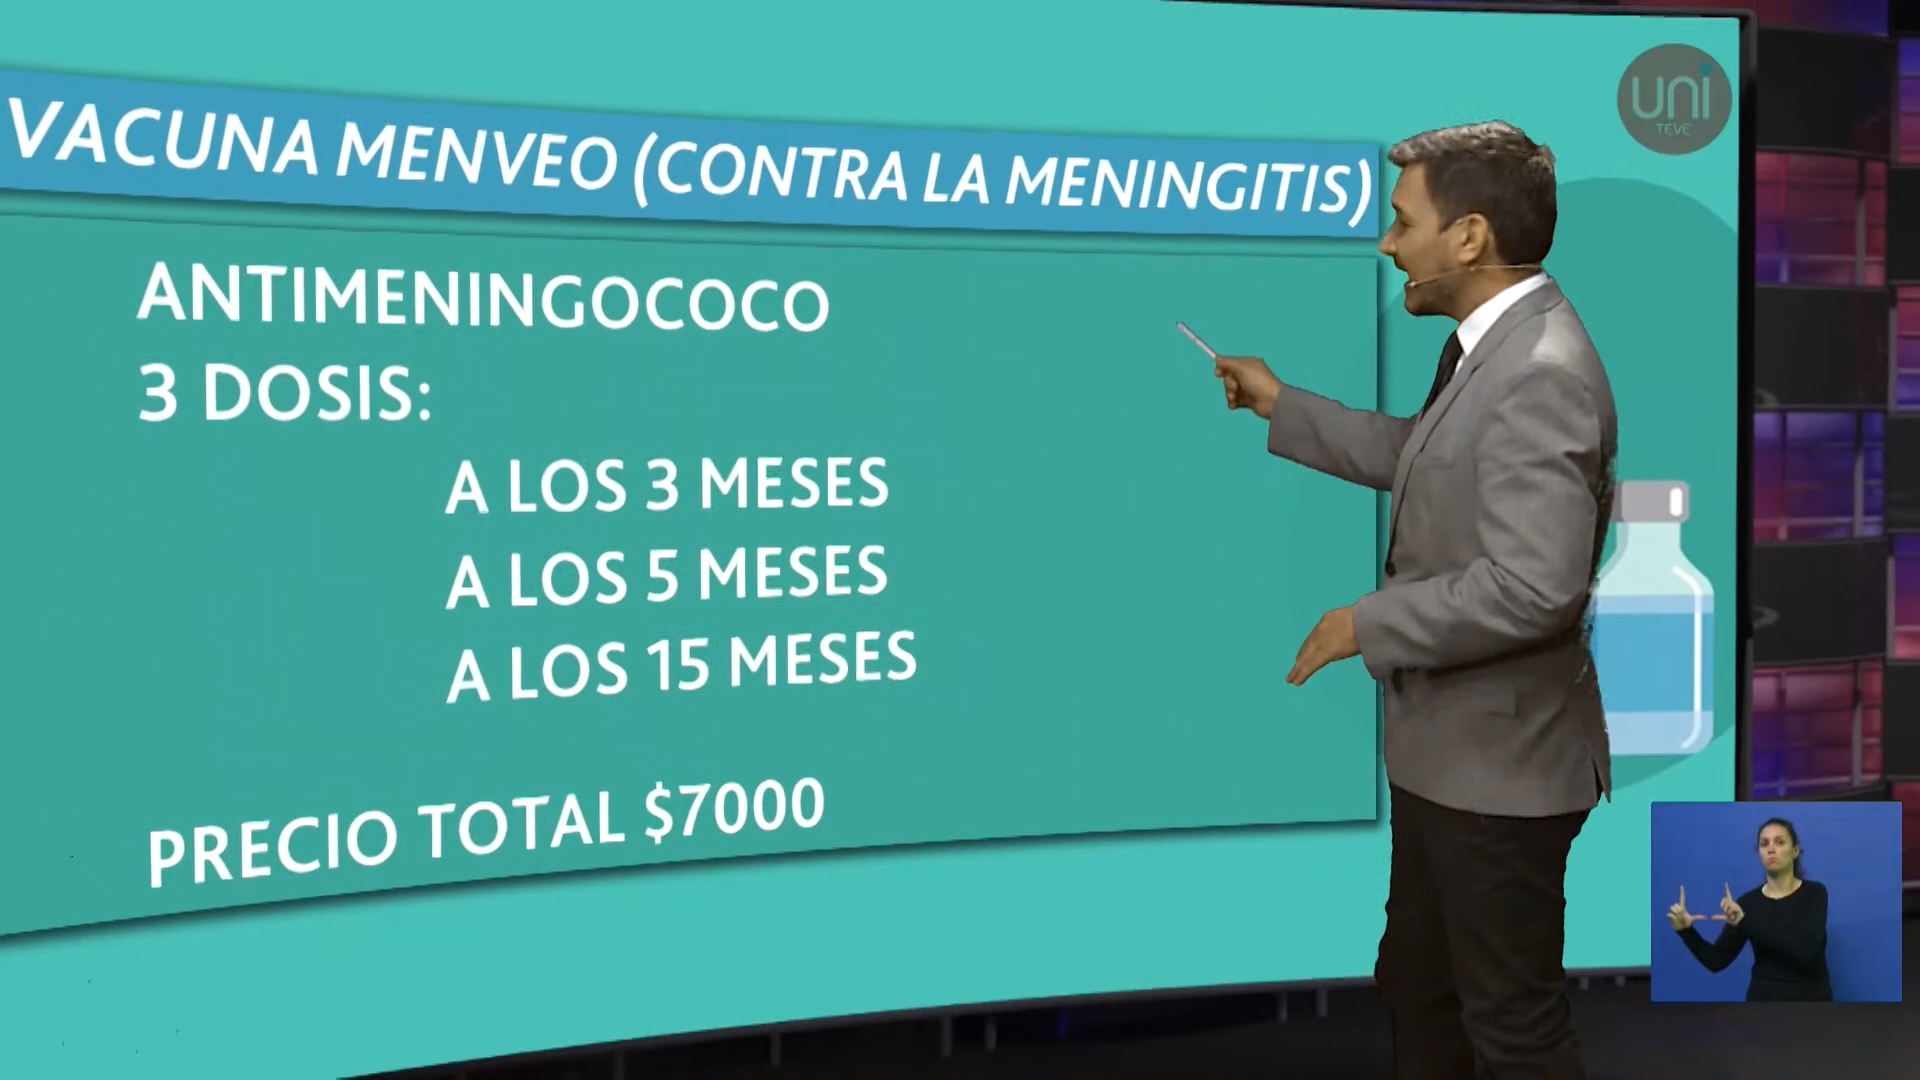 uni
TEVE
VACUNA MENVEO (CONTRA LA MENINGITIS)
ANTIMENINGOCOCO
3 DOSIS:
A LOS 3 MESES
A LOS 5 MESES
A LOS 15 MESES
PRECIO TOTAL $7000